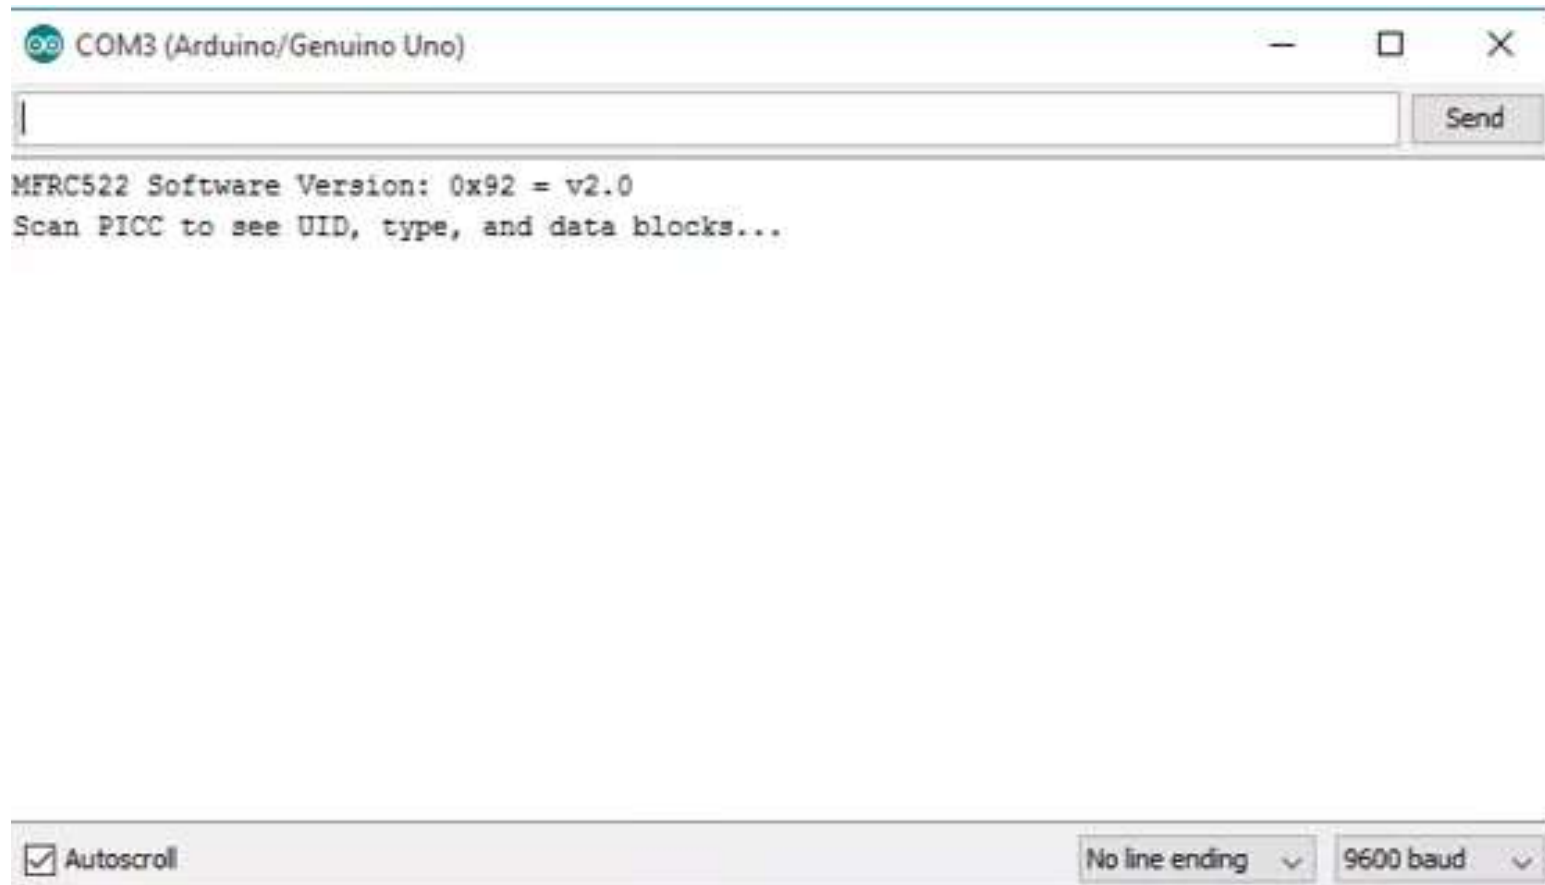 COM3 (Arduino/Genuino Uno)
Send
MFRC522 Software Version: 0x92 = v2.0
Scan PICC to see UID, type, and data blocks...
Autoscroll
No line ending
9600 baud